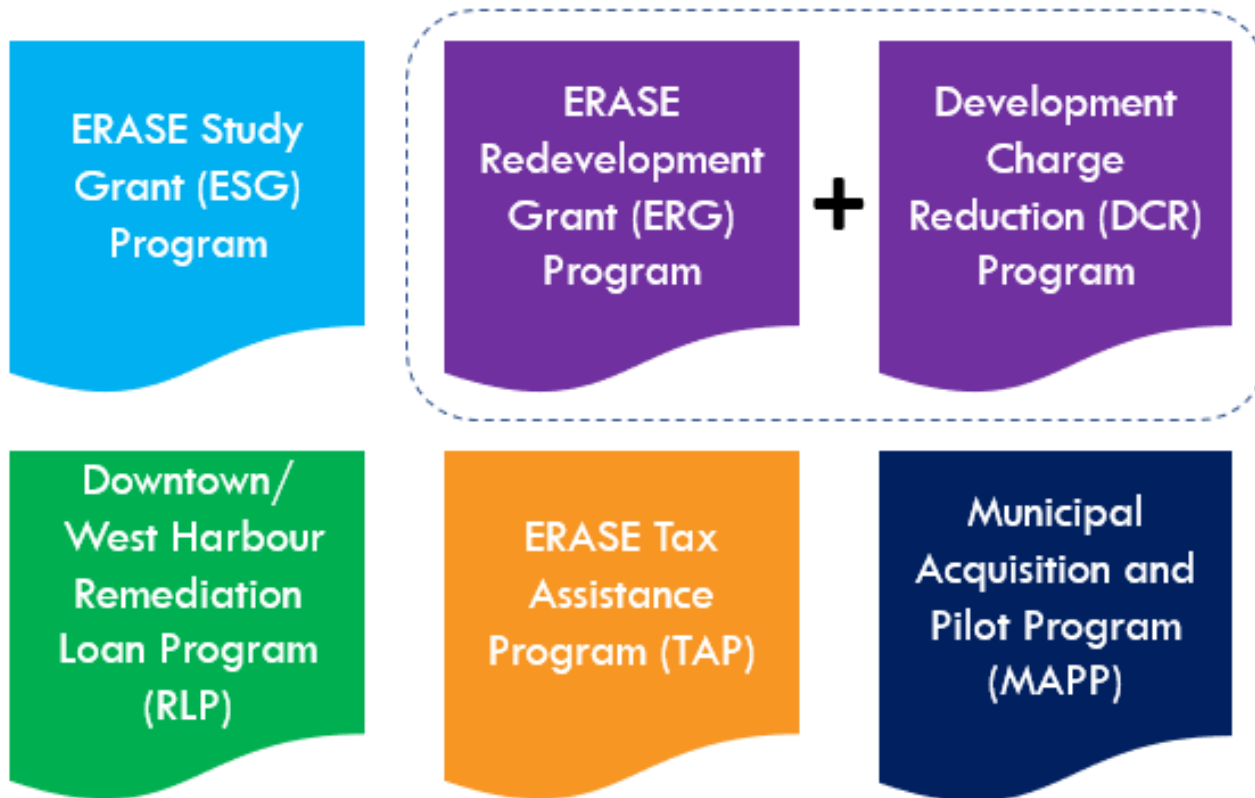 ERASE Study
Grant (ESG)
Program
ERASE
Redevelopment
Grant (ERG)
Program
+
Development
Charge
Reduction (DCR)
Program
Downtown/
West Harbour
Remediation
Loan Program
(RLP)
ERASE Tax
Assistance
Program (TAP)
Municipal
Acquisition and
Pilot Program
(MAPP)